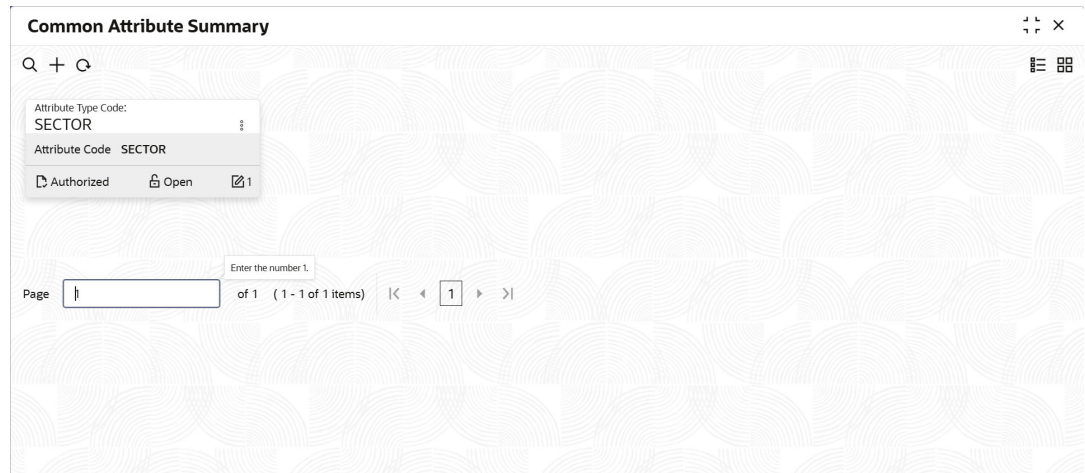 Common Attribute Summary
Attribute Type Code:
SECTOR
Attribute Code SECTOR
Authorized Open 1
Enter the number 1.
Page 1 of 1 ( 1 - 1 of 1 items) 1